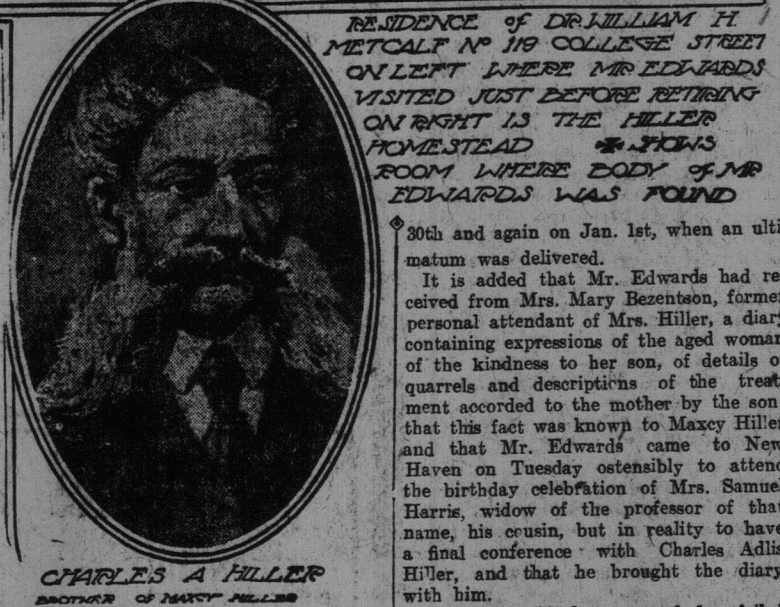 RESIDENCE of DR. WILLIAM H.
METCALF No 119 COLLEGE STREET
ON LEFT WHERE MR EDWARDS
VISITED JUST BEFORE RETIRING
ON RIGHT IS THE HILLER
HOMESTEAD ✠ SHOWS
ROOM WHERE BODY of MR
EDWARDS WAS FOUND
30th and again on Jan. 1st, when an ulti
matum was delivered.
It is added that Mr. Edwards had re
ceived from Mrs. Mary Bezentson, former
personal attendant of Mrs. Hiller, a diary
containing expressions of the aged woman
of the kindness to her son, of details o
quarrels and descriptions of the treat
ment accorded to the mother by the son
that this fact was known to Maxcy Hiller
and that Mr. Edwards came to New
Haven on Tuesday ostensibly to attend
the birthday celebration of Mrs. Samuel
Harris, widow of the professor of that
name, his cousin, but in reality to have
a final conference with Charles Adlis
Hiller, and that he brought the diary
with him.
CHARLES A HILLER
BROTHER OF MAXCY HILLER